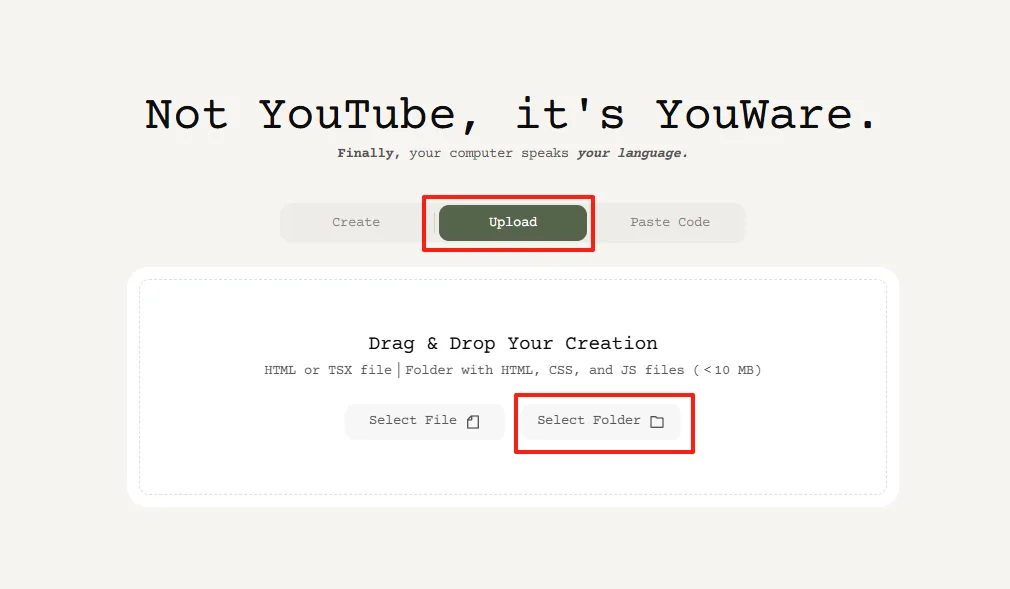 Not YouTube, it's YouWare.
Finally, your computer speaks your language.
Create Upload Paste Code
Drag & Drop Your Creation
HTML or TSX file | Folder with HTML, CSS, and JS files (<10 MB)
Select File Select Folder